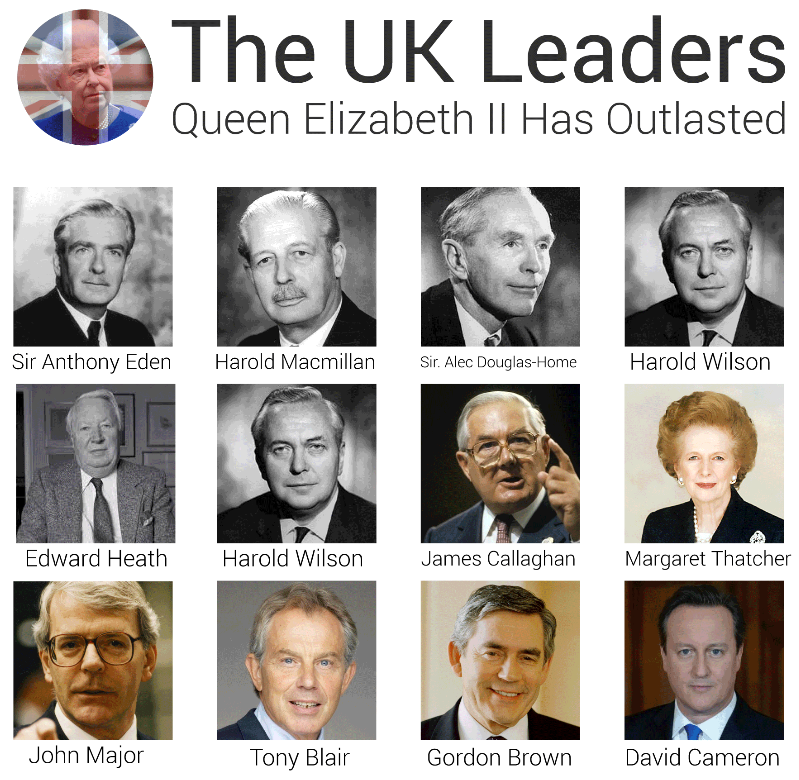 The UK Leaders
Queen Elizabeth II Has Outlasted
Sir Anthony Eden
Harold Macmillan
Sir. Alec Douglas-Home
Harold Wilson
Edward Heath
Harold Wilson
James Callaghan
Margaret Thatcher
John Major
Tony Blair
Gordon Brown
David Cameron